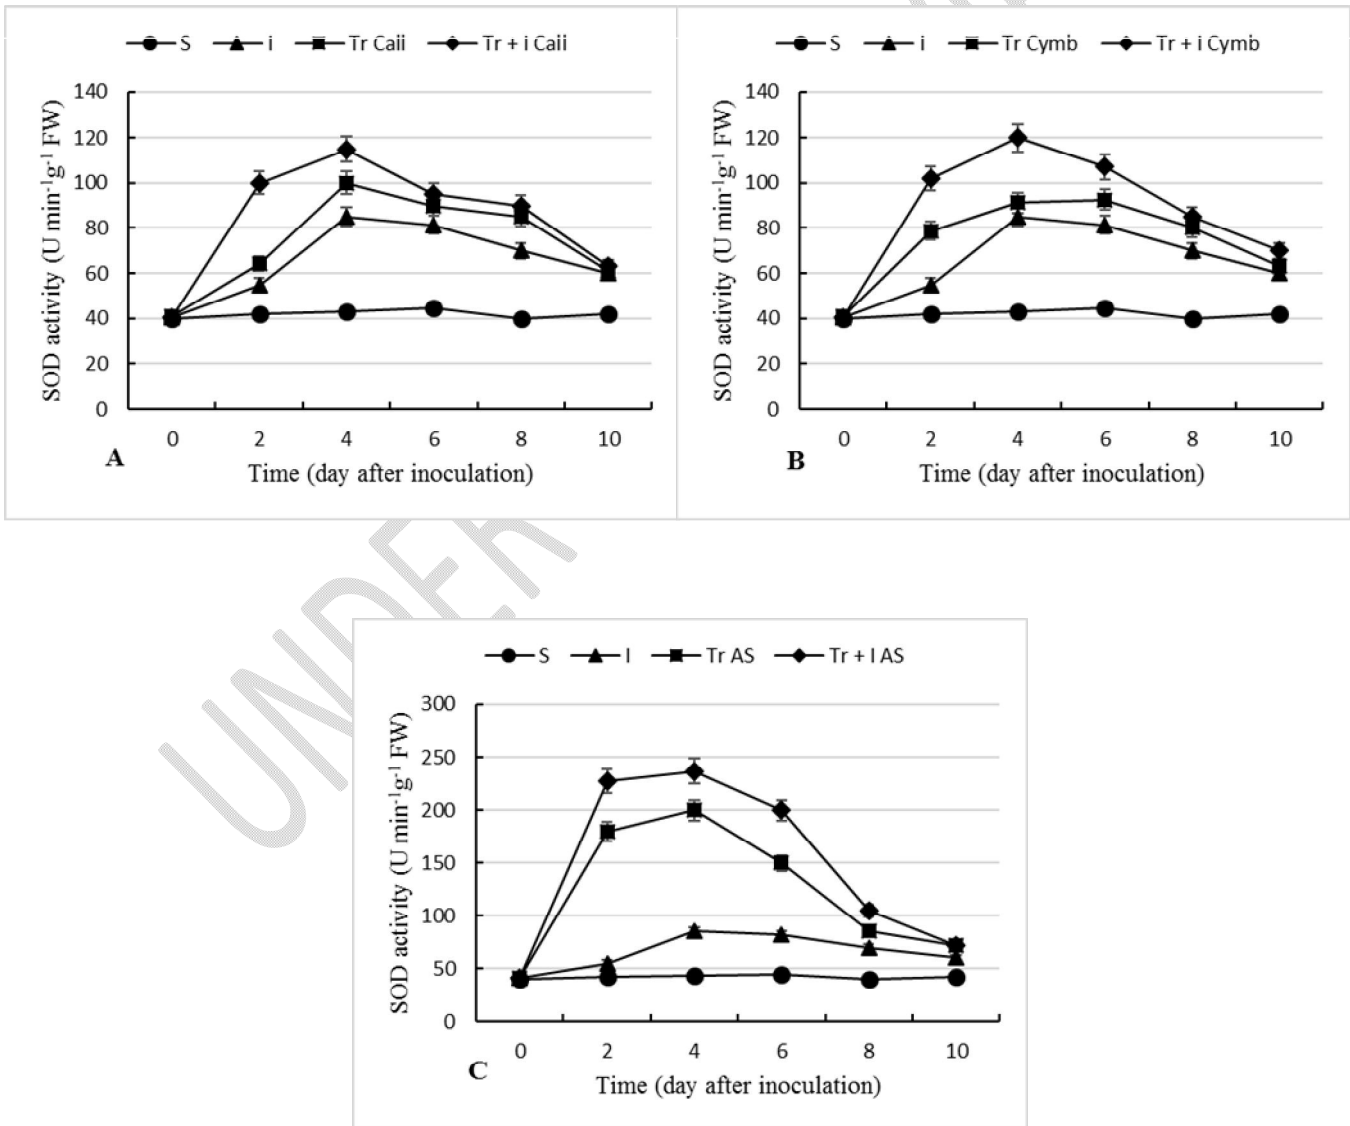 S i Tr Caii Tr + i Caii
SOD activity (U min⁻¹g⁻¹ FW)
140
120
100
80
60
40
20
0
0 2 4 6 8 10
A
Time (day after inoculation)
S i Tr Cymb Tr + i Cymb
SOD activity (U min⁻¹g⁻¹ FW)
140
120
100
80
60
40
20
0
0 2 4 6 8 10
B
Time (day after inoculation)
UNDER
S I Tr AS Tr + I AS
SOD activity (U min⁻¹g⁻¹ FW)
300
250
200
150
100
50
0
0 2 4 6 8 10
C
Time (day after inoculation)